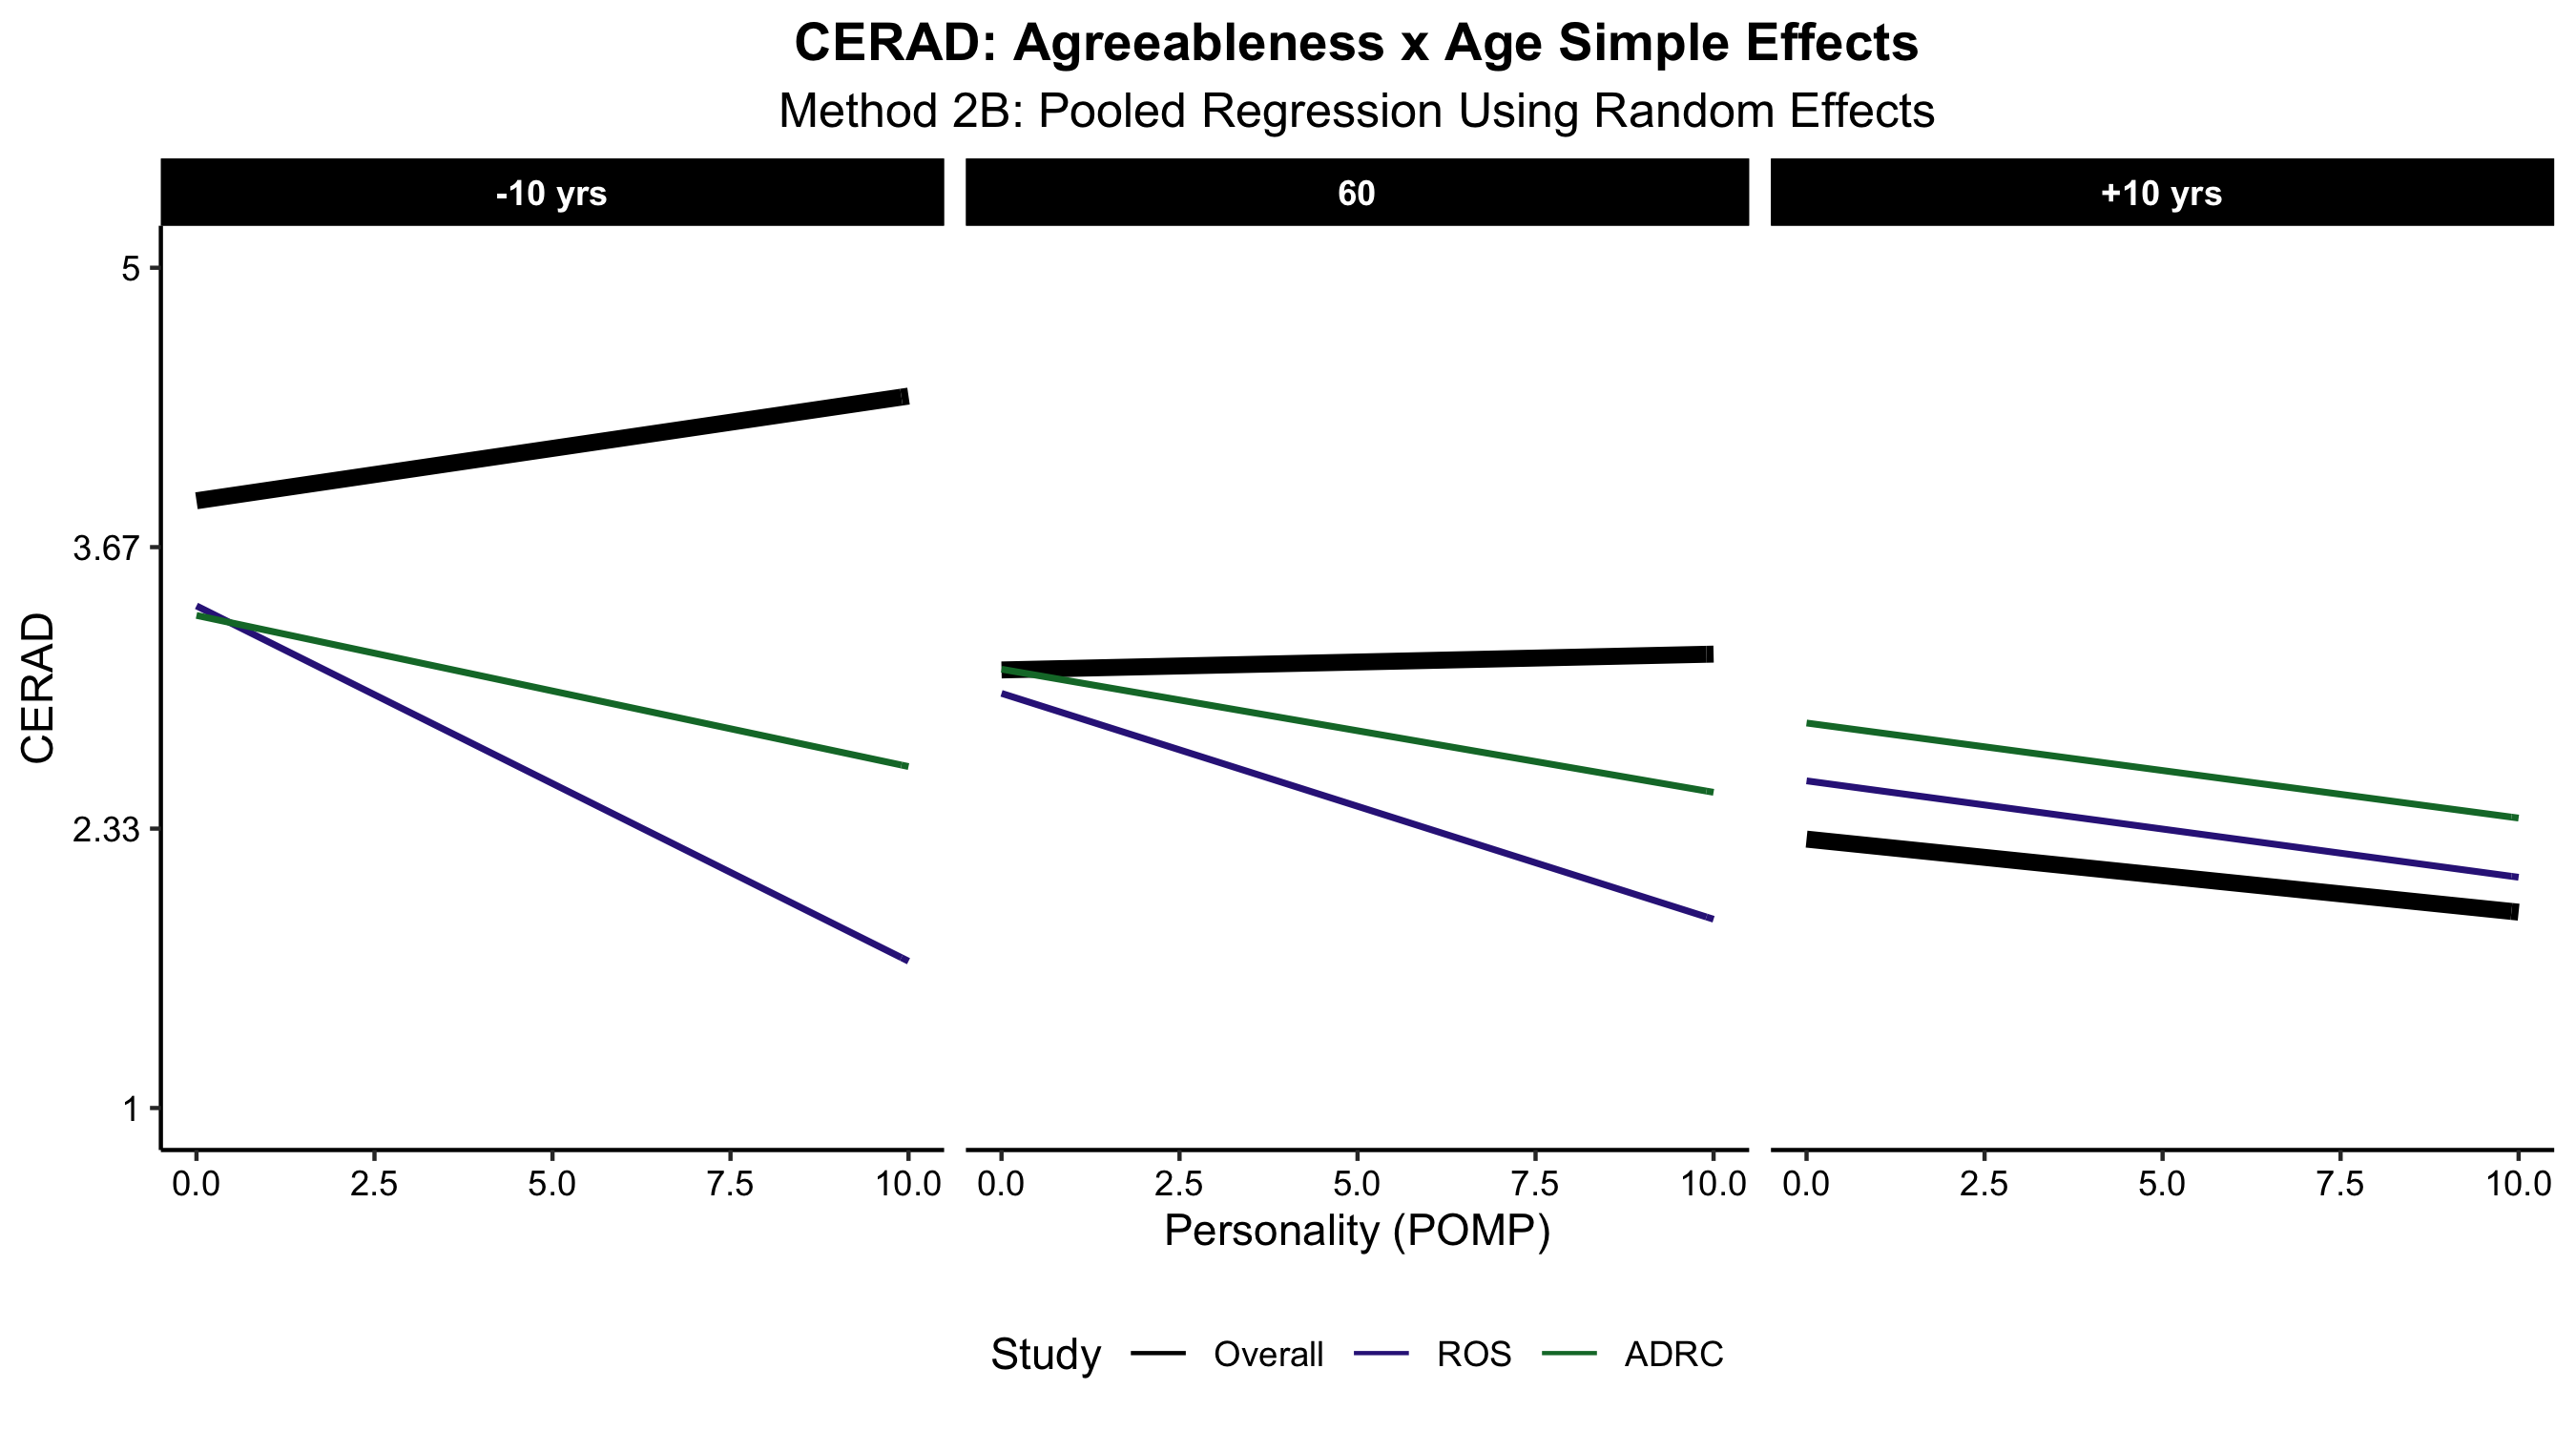 CERAD: Agreeableness x Age Simple Effects
Method 2B: Pooled Regression Using Random Effects
-10 yrs 60 +10 yrs
5
3.67
2.33
1
CERAD
0.0 2.5 5.0 7.5 10.0 0.0 2.5 5.0 7.5 10.0 0.0 2.5 5.0 7.5 10.0
Personality (POMP)
Study Overall ROS ADRC